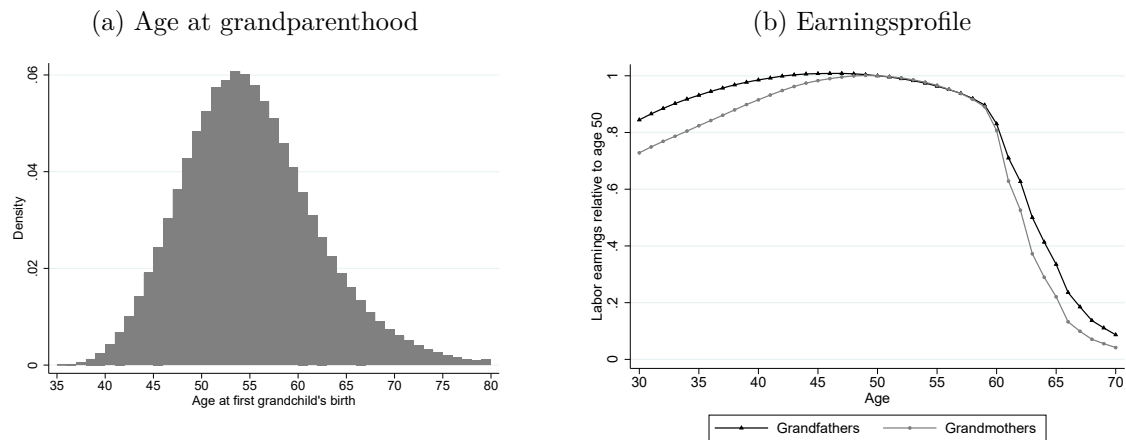 (a) Age at grandparenthood
(b) Earningsprofile
Density
0
.02
.04
.06
35 40 45 50 55 60 65 70 75 80
Age at first grandchild's birth
Labor earnings relative to age 50
0
.2
.4
.6
.8
1
30 35 40 45 50 55 60 65 70
Age
Grandfathers Grandmothers